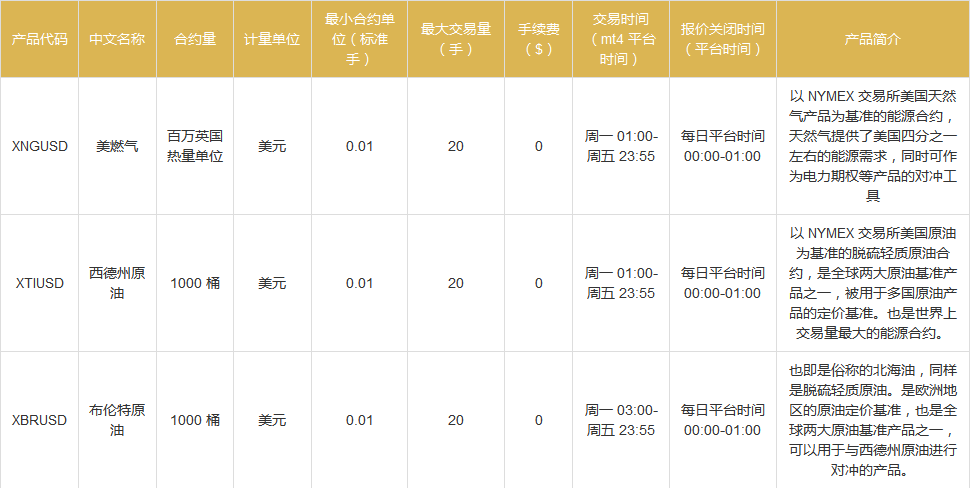 产品代码
中文名称
合约量
计量单位
最小合约单
位（标准
手）
最大交易量
（手）
手续费
（$）
交易时间
（mt4 平台
时间）
报价关闭时间
（平台时间）
产品简介
XNGUSD
美燃气
百万英国
热量单位
美元
0.01
20
0
周一 01:00-
周五 23:55
每日平台时间
00:00-01:00
以 NYMEX 交易所美国天然
气产品为基准的能源合约，
天然气提供了美国四分之一
左右的能源需求，同时可作
为电力期权等产品的对冲工
具
XTIUSD
西德州原
油
1000 桶
美元
0.01
20
0
周一 01:00-
周五 23:55
每日平台时间
00:00-01:00
以 NYMEX 交易所美国原油
为基准的脱硫轻质原油合
约，是全球两大原油基准产
品之一，被用于多国原油产
品的定价基准。也是世界上
交易量最大的能源合约。
XBRUSD
布伦特原
油
1000 桶
美元
0.01
20
0
周一 03:00-
周五 23:55
每日平台时间
00:00-01:00
也即是俗称的北海油，同样
是脱硫轻质原油。是欧洲地
区的原油定价基准，也是全
球两大原油基准产品之一，
可以用于与西德州原油进行
对冲的产品。